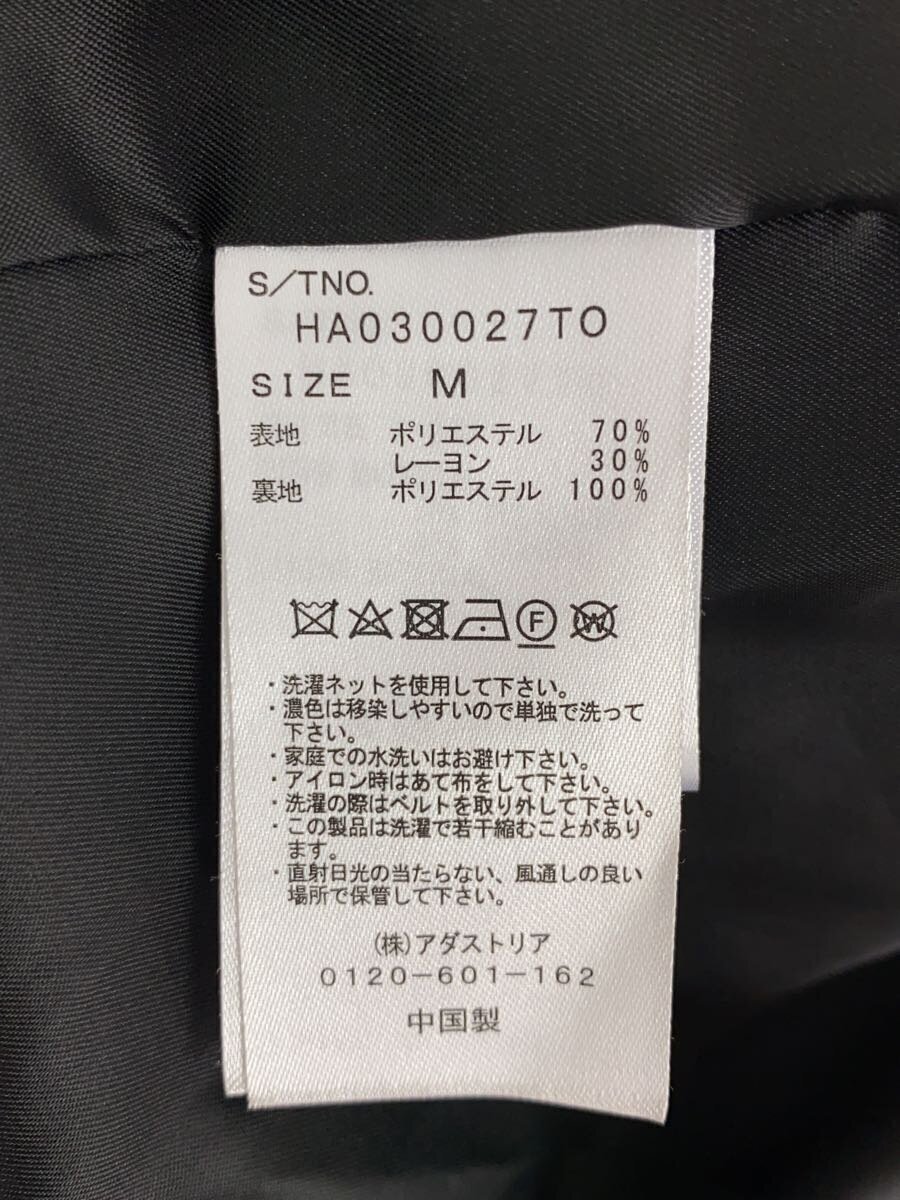 S/TNO.
HA030027TO
SIZE M
表地 ポリエステル 70%
レーヨン 30%
裏地 ポリエステル 100%
F W
・洗濯ネットを使用して下さい。
・濃色は移染しやすいので単独で洗って
下さい。
・家庭での水洗いはお避け下さい。
・アイロン時はあて布をして下さい。
・洗濯の際はベルトを取り外して下さい。
・この製品は洗濯で若干縮むことがあり
ます。
・直射日光の当たらない、風通しの良い
場所で保管して下さい。
(株)アダストリア
0120-601-162
中国製